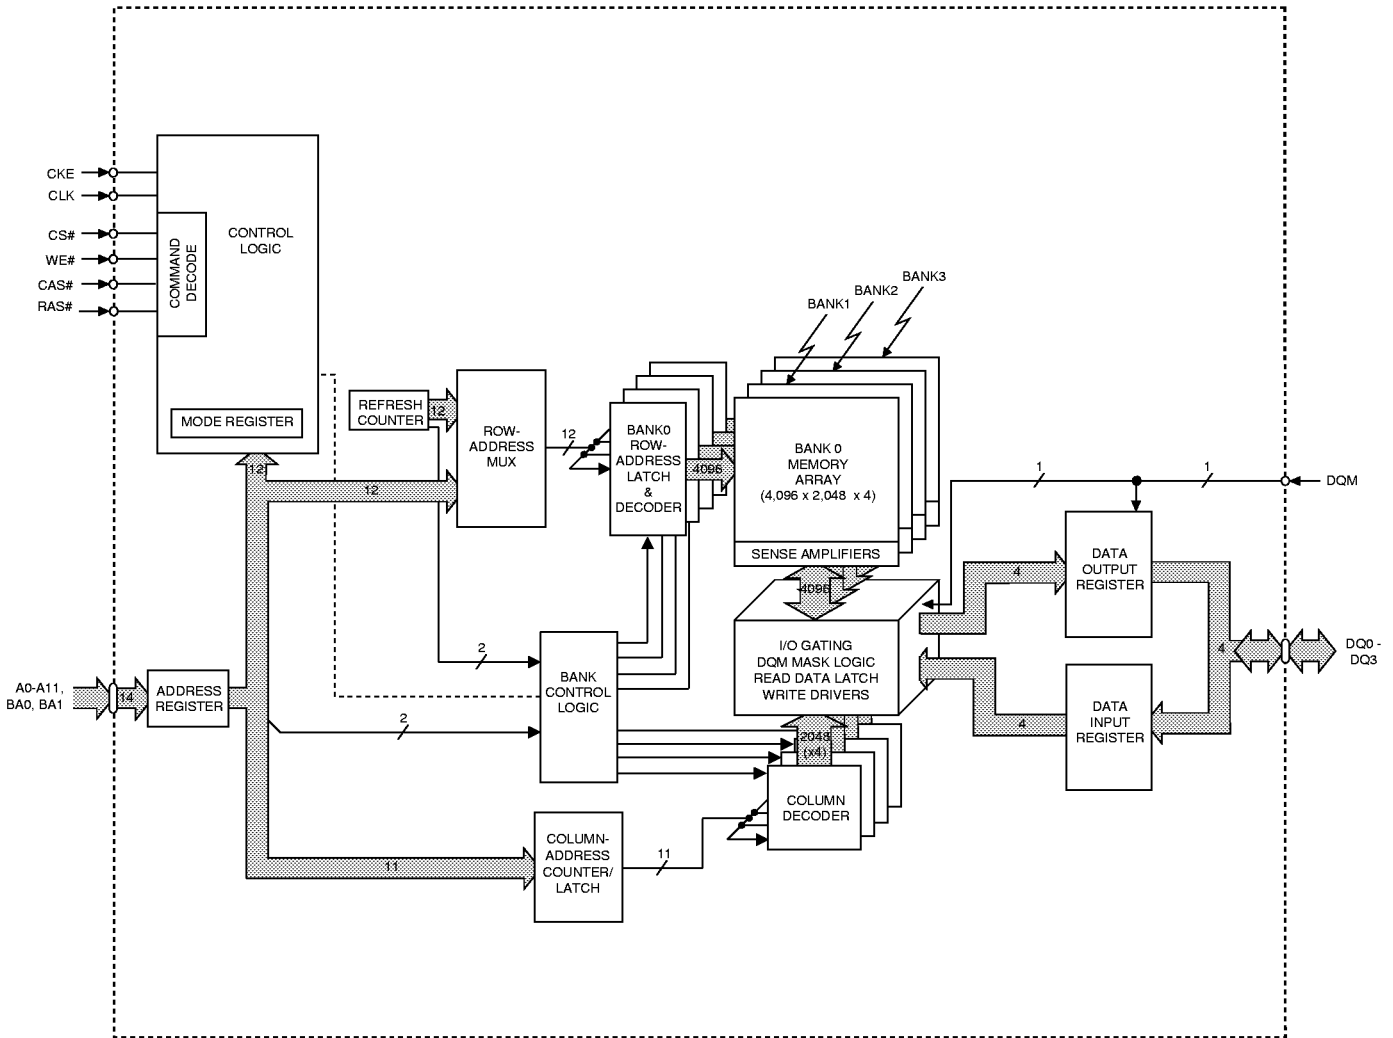 CKE
CLK
CS#
WE#
CAS#
RAS#
COMMAND
DECODE
CONTROL
LOGIC
MODE REGISTER
12
REFRESH
COUNTER
12
12
ROW-
ADDRESS
MUX
12
BANK0
ROW-
ADDRESS
LATCH
&
DECODER
4096
BANK1
BANK2
BANK3
BANK 0
MEMORY
ARRAY
(4,096 x 2,048 x 4)
SENSE AMPLIFIERS
4096
I/O GATING
DQM MASK LOGIC
READ DATA LATCH
WRITE DRIVERS
1
1
DQM
4
DATA
OUTPUT
REGISTER
4
DQ0 -
DQ3
4
DATA
INPUT
REGISTER
A0-A11,
BA0, BA1
14
ADDRESS
REGISTER
2
2
BANK
CONTROL
LOGIC
2048
(x4)
COLUMN
DECODER
11
COLUMN-
ADDRESS
COUNTER/
LATCH
11